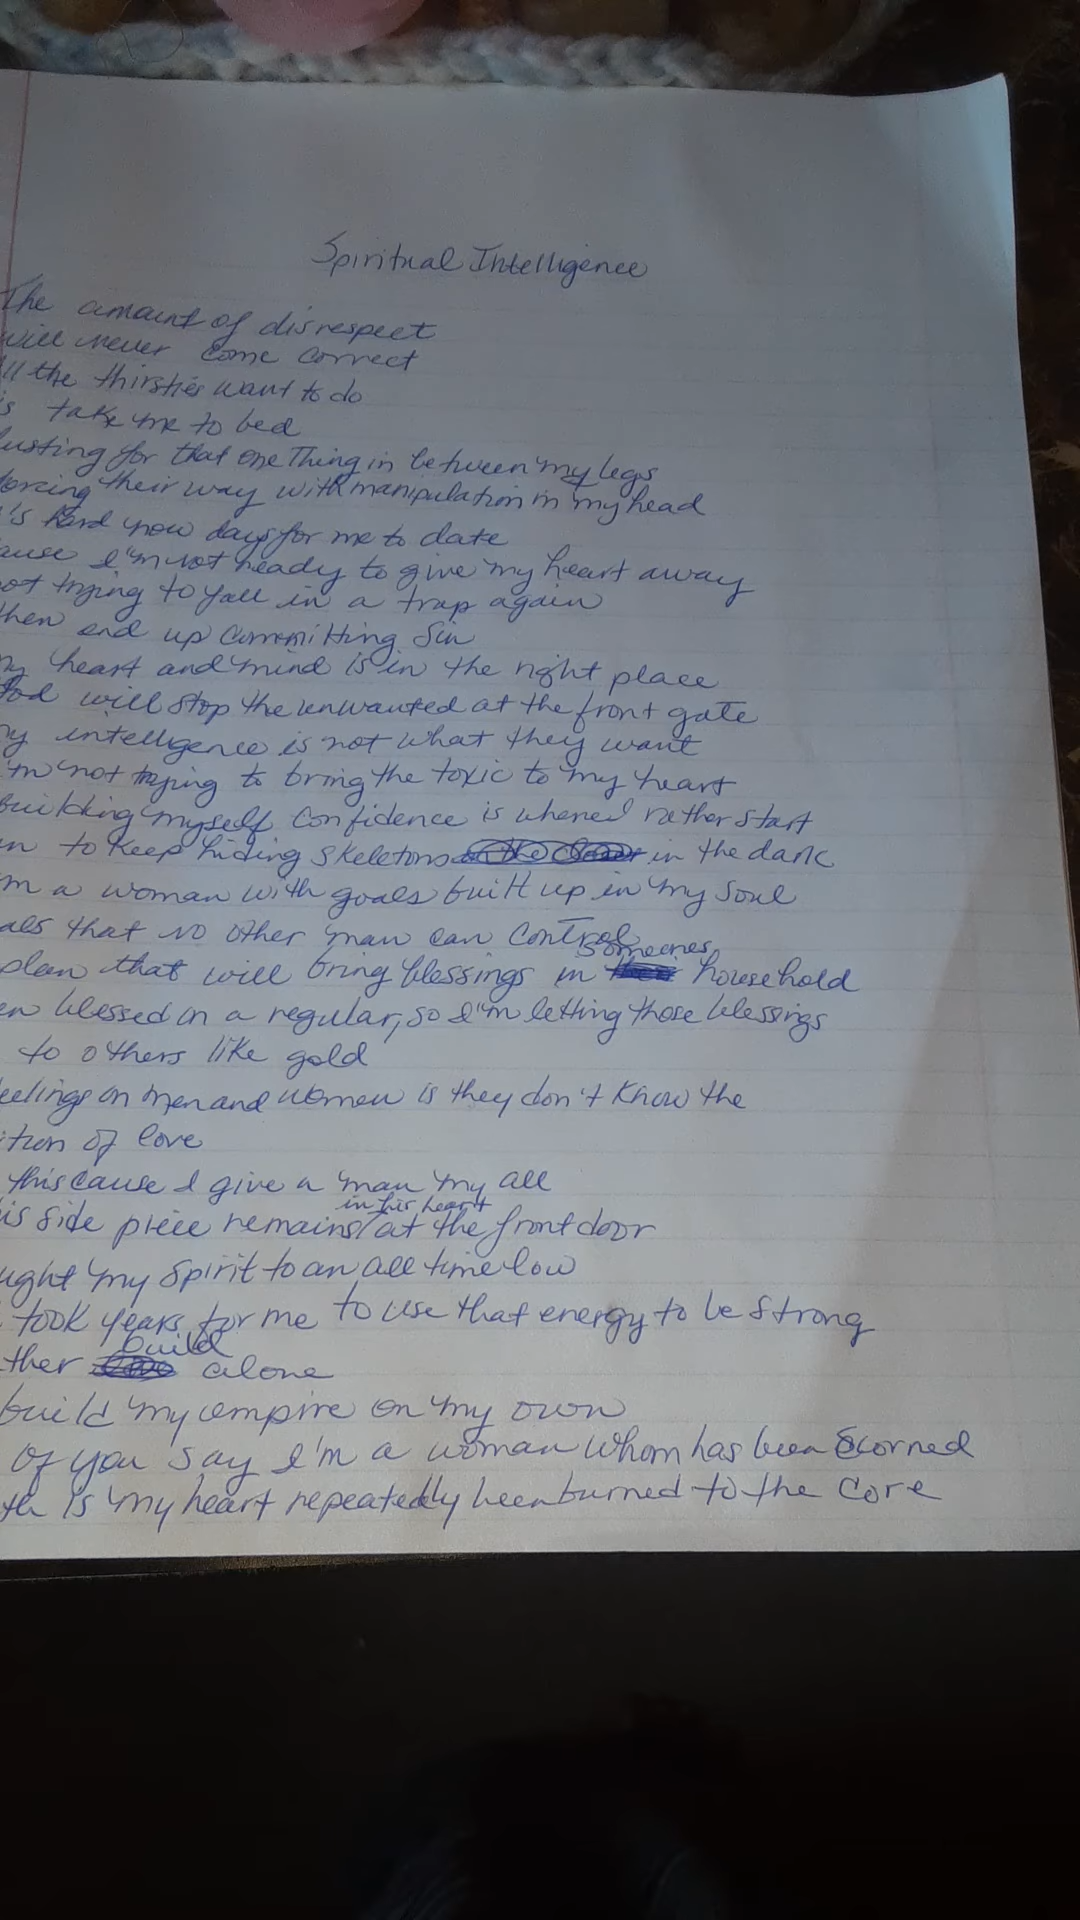 Spiritual Intelligence
The amount of disrespect
will never come correct
ll the thirsties want to do
is take me to bed
lusting for that one Thing in between my legs
forcing their way with manipulation in my head
's hard now days for me to date
ause I'm not ready to give my heart away
not trying to fall in a trap again
then end up committing Sin
my heart and mind is in the right place
God will stop the unwanted at the front gate
my intelligence is not what they want
'm not trying to bring the toxic to my heart
building myself confidence is where I rather start
n to keep hiding skeletons in the dark
m a woman with goals built up in my soul
als that no other man can control
plan that will bring blessings in someones household
en blessed on a regular, so I'm letting those blessings
to others like gold
eelings on men and women is they don't know the
ition of love
this cause I give a man my all
is side piece remains in his heart at the front door
ught my Spirit to an all time low
took years for me to use that energy to be strong
ther build alone
build my empire on my own
Of you say I'm a woman whom has been Scorned
th is my heart repeatedly been burned to the core